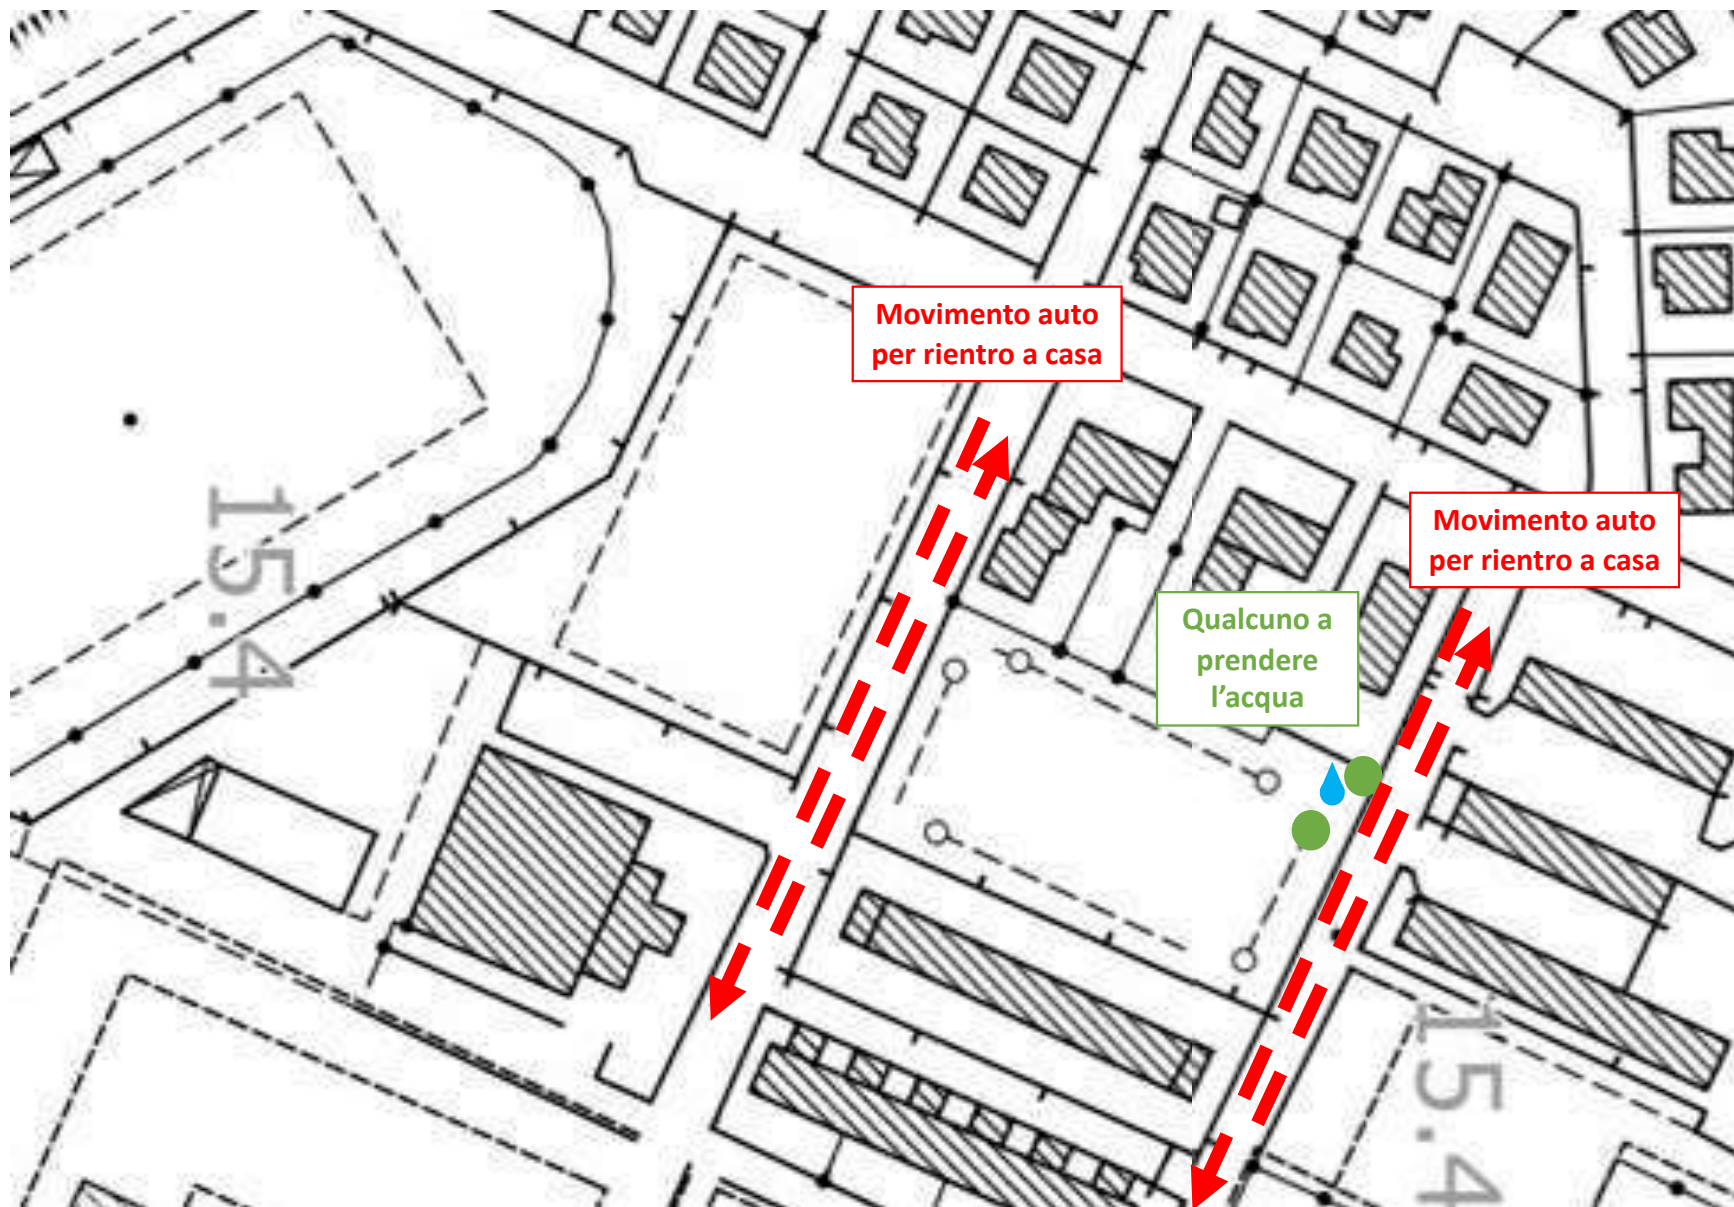 Movimento auto
per rientro a casa
Movimento auto
per rientro a casa
Qualcuno a
prendere
l'acqua
15.4
15.4